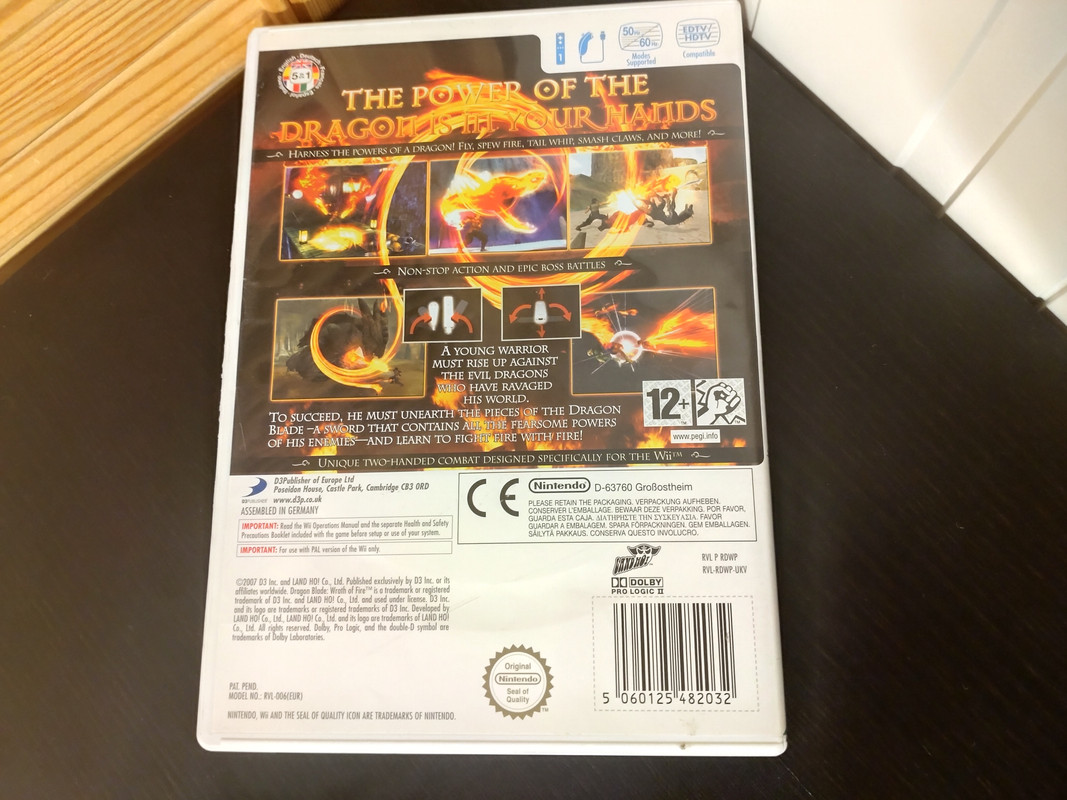 50Hz
60Hz
Modes
Supported
EDTV/
HDTV
Compatible
1
5 in 1
THE POWER OF THE
DRAGON IS IN YOUR HANDS
HARNESS THE POWERS OF A DRAGON! FLY, SPEW FIRE, TAIL WHIP, SMASH CLAWS, AND MORE!
NON-STOP ACTION AND EPIC BOSS BATTLES
A YOUNG WARRIOR
MUST RISE UP AGAINST
THE EVIL DRAGONS
WHO HAVE RAVAGED
HIS WORLD.
TO SUCCEED, HE MUST UNEARTH THE PIECES OF THE DRAGON
BLADE—A SWORD THAT CONTAINS ALL THE FEARSOME POWERS
OF HIS ENEMIES—AND LEARN TO FIGHT FIRE WITH FIRE!
12+
www.pegi.info
UNIQUE TWO-HANDED COMBAT DESIGNED SPECIFICALLY FOR THE Wii™
D3PUBLISHER
D3Publisher of Europe Ltd
Poseidon House, Castle Park, Cambridge CB3 0RD
www.d3p.co.uk
ASSEMBLED IN GERMANY
IMPORTANT: Read the Wii Operations Manual and the separate Health and Safety
Precautions Booklet included with the game before setup or use of your system.
IMPORTANT: For use with PAL version of the Wii only.
CE
Nintendo D-63760 Großostheim
PLEASE RETAIN THE PACKAGING. VERPACKUNG AUFHEBEN.
CONSERVER L'EMBALLAGE. BEWAAR DEZE VERPAKKING. POR FAVOR,
GUARDA ESTA CAJA. ΔΙΑΤΗΡΗΣΤΕ ΤΗΝ ΣΥΣΚΕΥΑΣΙΑ. FAVOR
GUARDAR A EMBALAGEM. SPARA FÖRPACKNINGEN. GEM EMBALLAGEN.
SÄILYTÄ PAKKAUS. CONSERVA QUESTO INVOLUCRO.
LAND HO!
RVL P RDWP
RVL-RDWP-UKV
DOLBY
PRO LOGIC II
©2007 D3 Inc. and LAND HO! Co., Ltd. Published exclusively by D3 Inc. or its
affiliates worldwide. Dragon Blade: Wrath of Fire™ is a trademark or registered
trademark of D3 Inc. and LAND HO! Co., Ltd. and used under license. D3 Inc.
and its logo are trademarks or registered trademarks of D3 Inc. Developed by
LAND HO! Co., Ltd., LAND HO! Co., Ltd. and its logo are trademarks of LAND HO!
Co., Ltd. All rights reserved. Dolby, Pro Logic, and the double-D symbol are
trademarks of Dolby Laboratories.
Original
Nintendo
Seal of
Quality
TM
5 060125 482032
PAT. PEND.
MODEL NO.: RVL-006(EUR)
NINTENDO, Wii AND THE SEAL OF QUALITY ICON ARE TRADEMARKS OF NINTENDO.